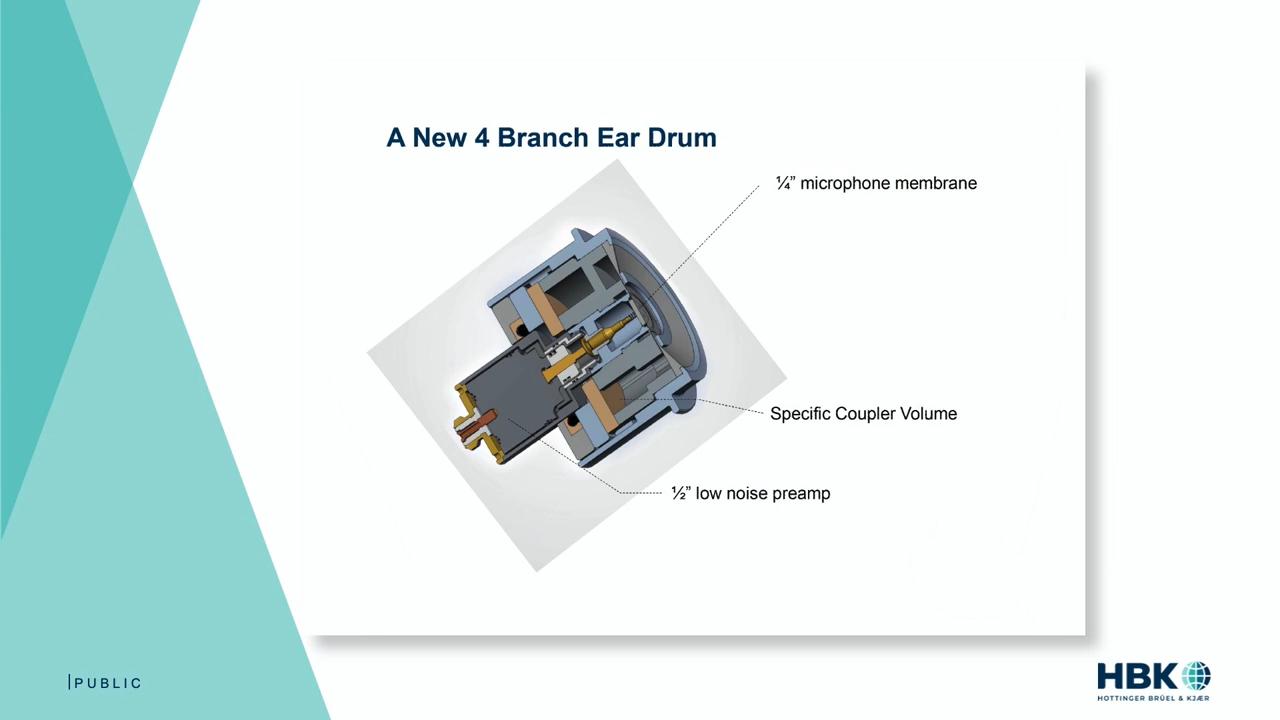 A New 4 Branch Ear Drum
¼” microphone membrane
Specific Coupler Volume
½” low noise preamp
|PUBLIC
HBK
HOTTINGER BRÜEL & KJÆR